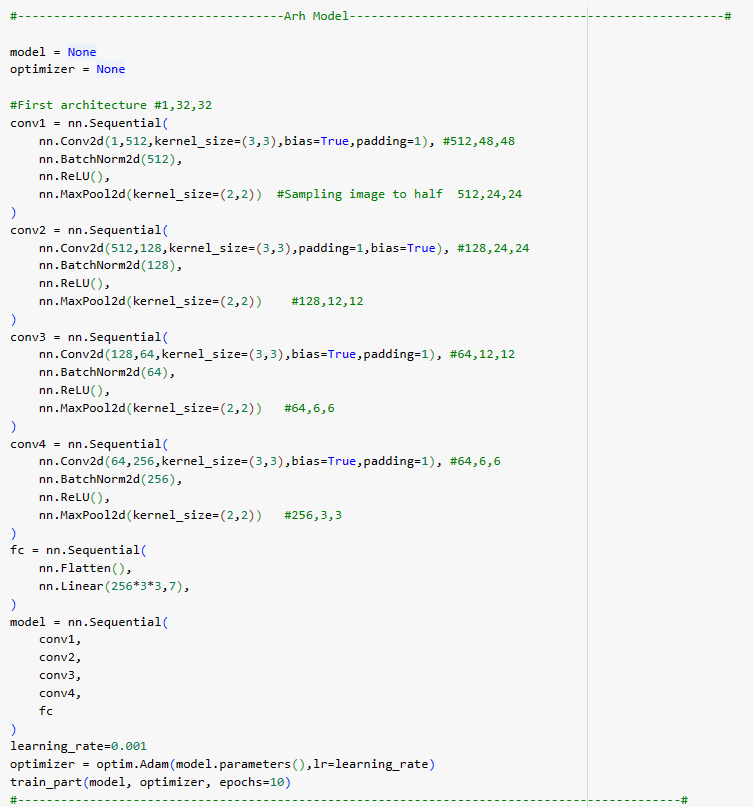 #-------------------------------------Arh Model----------------------------------------------------#
model = None
optimizer = None
#First architecture #1,32,32
conv1 = nn.Sequential(
    nn.Conv2d(1,512,kernel_size=(3,3),bias=True,padding=1), #512,48,48
    nn.BatchNorm2d(512),
    nn.ReLU(),
    nn.MaxPool2d(kernel_size=(2,2))  #Sampling image to half  512,24,24
)
conv2 = nn.Sequential(
    nn.Conv2d(512,128,kernel_size=(3,3),padding=1,bias=True), #128,24,24
    nn.BatchNorm2d(128),
    nn.ReLU(),
    nn.MaxPool2d(kernel_size=(2,2))    #128,12,12
)
conv3 = nn.Sequential(
    nn.Conv2d(128,64,kernel_size=(3,3),bias=True,padding=1), #64,12,12
    nn.BatchNorm2d(64),
    nn.ReLU(),
    nn.MaxPool2d(kernel_size=(2,2))   #64,6,6
)
conv4 = nn.Sequential(
    nn.Conv2d(64,256,kernel_size=(3,3),bias=True,padding=1), #64,6,6
    nn.BatchNorm2d(256),
    nn.ReLU(),
    nn.MaxPool2d(kernel_size=(2,2))   #256,3,3
)
fc = nn.Sequential(
    nn.Flatten(),
    nn.Linear(256*3*3,7),
)
model = nn.Sequential(
    conv1,
    conv2,
    conv3,
    conv4,
    fc
)
learning_rate=0.001
optimizer = optim.Adam(model.parameters(),lr=learning_rate)
train_part(model, optimizer, epochs=10)
#--------------------------------------------------------------------------------------------#